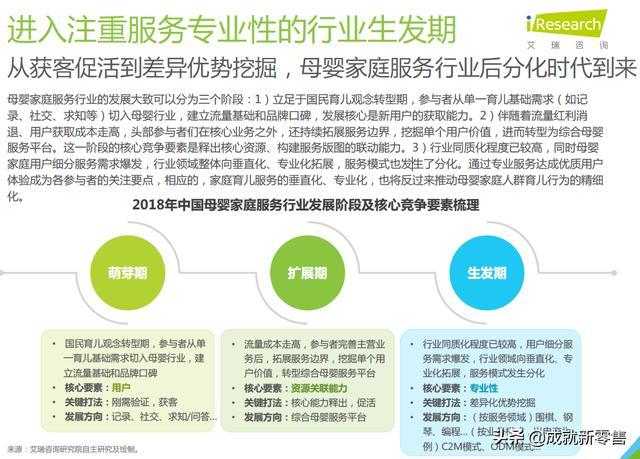 进入注重服务专业性的行业生发期
iResearch
艾瑞咨询
从获客促活到差异优势挖掘，母婴家庭服务行业后分化时代到来
母婴家庭服务行业的发展大致可以分为三个阶段：1）立足于国民育儿观念转型期，参与者从单一育儿基础需求（如记
录、社交、求知等）切入母婴行业，建立流量基础和品牌口碑，发展核心是新用户的获取能力。2）伴随着流量红利消
退、用户获取成本走高，头部参与者们在核心业务之外，还持续拓展服务边界，挖掘单个用户价值，进而转型为综合母婴
服务平台。这一阶段的核心竞争要素是释出核心资源、构建服务版图的联动能力。3）行业同质化程度已较高，同时母婴
家庭用户细分服务需求爆发，行业领域整体向垂直化、专业化拓展，服务模式也发生了分化。通过专业服务达成优质用户
体验成为各参与者的关注要点，相应的，家庭育儿服务的垂直化、专业化，也将反过来推动母婴家庭人群育儿行为的精细
化。
2018年中国母婴家庭服务行业发展阶段及核心竞争要素梳理
萌芽期
扩展期
生发期
国民育儿观念转型期，参与者从单
一育儿基础需求切入母婴行业，建
立流量基础和品牌口碑
核心要素：用户
关键打法：刚需验证，获客
发展方向：记录、社交、求知/问答...
流量成本走高，参与者完善主营业
务后，拓展服务边界，挖掘单个用
户价值，转型综合母婴服务平台
核心要素：资源关联能力
关键打法：核心能力释出，促活
发展方向：综合母婴服务平台
行业同质化程度已较高，用户细分服
务需求爆发，行业领域向垂直化、专
业化拓展，服务模式发生分化
核心要素：专业性
关键打法：差异化优势挖掘
发展方向：（按服务领域）围棋、钢
琴、编程...（按业
例）C2M模式、ODM模式...
来源：艾瑞咨询研究院自主研究及绘制。
头条 @成就新零售